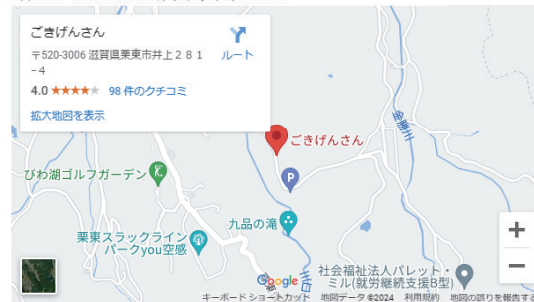 ごきげんさん
〒520-3006 滋賀県栗東市井上２８１
-４
ルート
4.0 ★★★★★ 98 件のクチコミ
拡大地図を表示
ごきげんさん
金勝川
P
びわ湖ゴルフガーデン
九品の滝
栗東スラックライン
パークyou空感
社会福祉法人パレット・
ミル(就労継続支援B型)
+
−
Google
キーボード ショートカット 地図データ ©2024 利用規約 地図の誤りを報告する